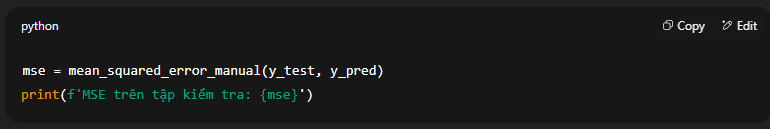 python
Copy Edit
mse = mean_squared_error_manual(y_test, y_pred)
print(f'MSE trên tập kiểm tra: {mse}')